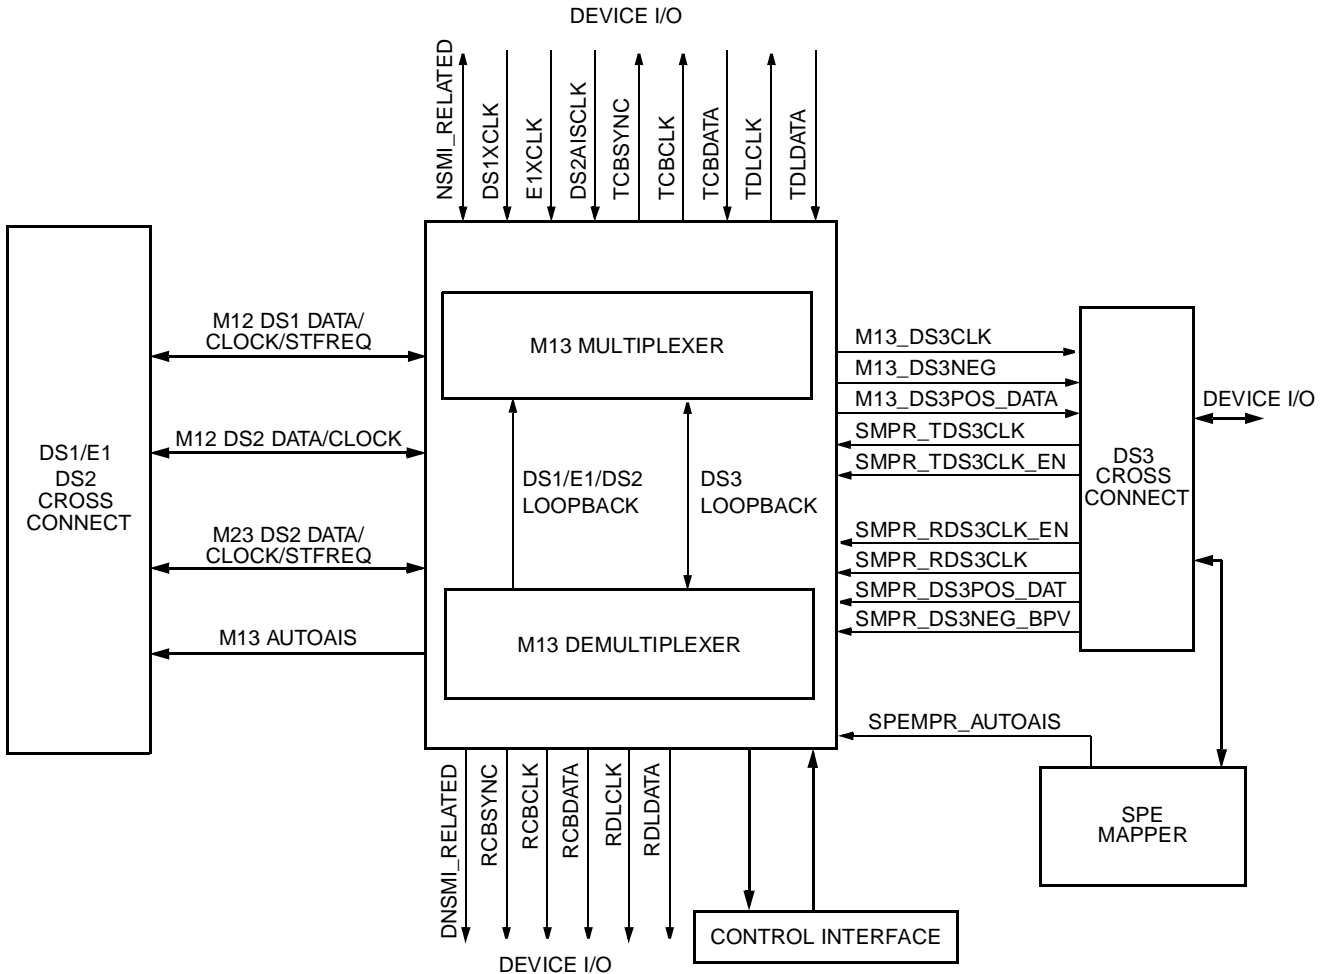 DEVICE I/O
NSMI_RELATED
DS1XCLK
E1XCLK
DS2AISCLK
TCBSYNC
TCBCLK
TCBDATA
TDLCLK
TDLDATA
DS1/E1
DS2
CROSS
CONNECT
M12 DS1 DATA/
CLOCK/STFREQ
M12 DS2 DATA/CLOCK
M23 DS2 DATA/
CLOCK/STFREQ
M13 AUTOAIS
M13 MULTIPLEXER
DS1/E1/DS2
LOOPBACK
DS3
LOOPBACK
M13 DEMULTIPLEXER
M13_DS3CLK
M13_DS3NEG
M13_DS3POS_DATA
SMPR_TDS3CLK
SMPR_TDS3CLK_EN
SMPR_RDS3CLK_EN
SMPR_RDS3CLK
SMPR_DS3POS_DAT
SMPR_DS3NEG_BPV
DS3
CROSS
CONNECT
DEVICE I/O
SPEMPR_AUTOAIS
SPE
MAPPER
DNSMI_RELATED
RCBSYNC
RCBCLK
RCBDATA
RDLCLK
RDLDATA
CONTROL INTERFACE
DEVICE I/O